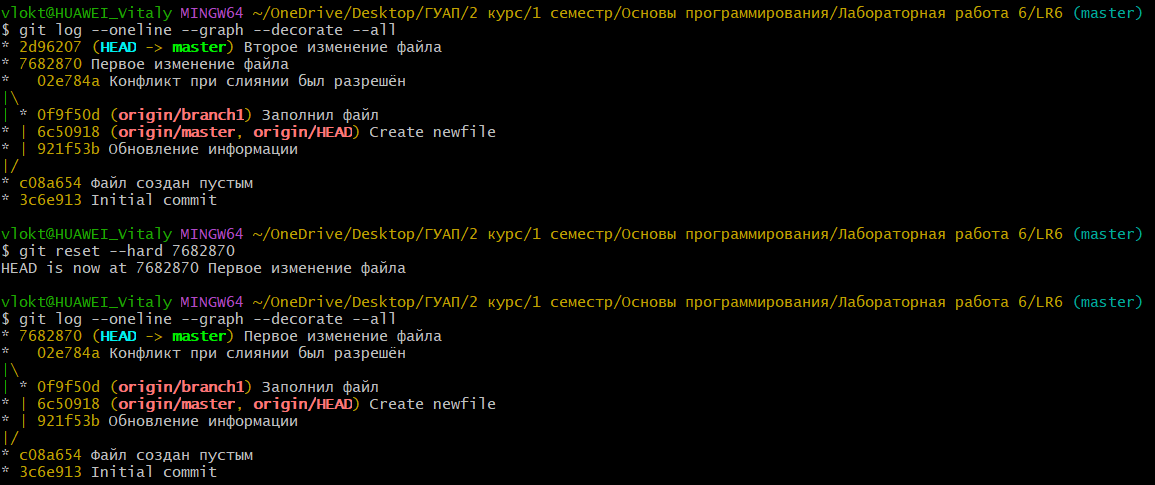 vlokt@HUAWEI_Vitaly MINGW64 ~/OneDrive/Desktop/ГУАП/2 курс/1 семестр/Основы программирования/Лабораторная работа 6/LR6 (master)
$ git log --oneline --graph --decorate --all
* 2d96207 (HEAD -> master) Второе изменение файла
* 7682870 Первое изменение файла
*   02e784a Конфликт при слиянии был разрешён
|\
| * 0f9f50d (origin/branch1) Заполнил файл
* | 6c50918 (origin/master, origin/HEAD) Create newfile
* | 921f53b Обновление информации
|/
* c08a654 Файл создан пустым
* 3c6e913 Initial commit
vlokt@HUAWEI_Vitaly MINGW64 ~/OneDrive/Desktop/ГУАП/2 курс/1 семестр/Основы программирования/Лабораторная работа 6/LR6 (master)
$ git reset --hard 7682870
HEAD is now at 7682870 Первое изменение файла
vlokt@HUAWEI_Vitaly MINGW64 ~/OneDrive/Desktop/ГУАП/2 курс/1 семестр/Основы программирования/Лабораторная работа 6/LR6 (master)
$ git log --oneline --graph --decorate --all
* 7682870 (HEAD -> master) Первое изменение файла
*   02e784a Конфликт при слиянии был разрешён
|\
| * 0f9f50d (origin/branch1) Заполнил файл
* | 6c50918 (origin/master, origin/HEAD) Create newfile
* | 921f53b Обновление информации
|/
* c08a654 Файл создан пустым
* 3c6e913 Initial commit